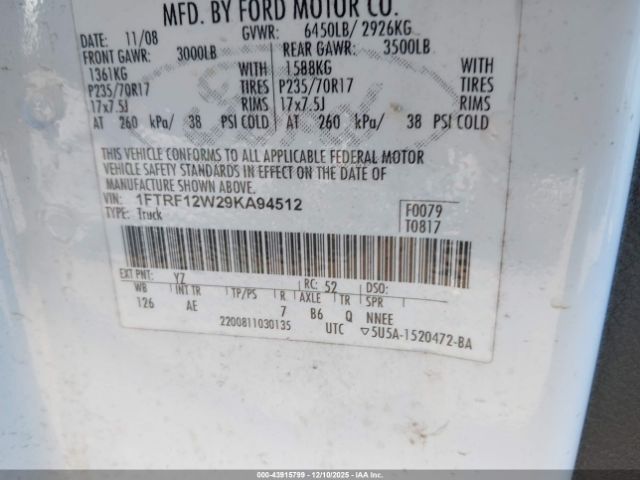 MFD. BY FORD MOTOR CO.
DATE: 11/08 GVWR: 6450LB/ 2926KG
FRONT GAWR: 3000LB REAR GAWR: 3500LB
1361KG WITH 1588KG WITH
P235/70R17 TIRES P235/70R17 TIRES
17x7.5J RIMS 17x7.5J RIMS
AT 260 kPa/ 38 PSI COLD AT 260 kPa/ 38 PSI COLD
THIS VEHICLE CONFORMS TO ALL APPLICABLE FEDERAL MOTOR
VEHICLE SAFETY STANDARDS IN EFFECT ON THE DATE OF
MANUFACTURE SHOWN ABOVE.
VIN: 1FTRF12W29KA94512 F0079
TYPE: Truck T0817
EXT PNT: YZ RC: 52 DSO:
WB INT TR TP/PS R AXLE TR SPR
126 AE 7 B6 Q NNEE
2200811030135 UTC ▽5U5A-1520472-BA
© IAA 43915799 - 12/10/2025 - IAA Holdings, LLC